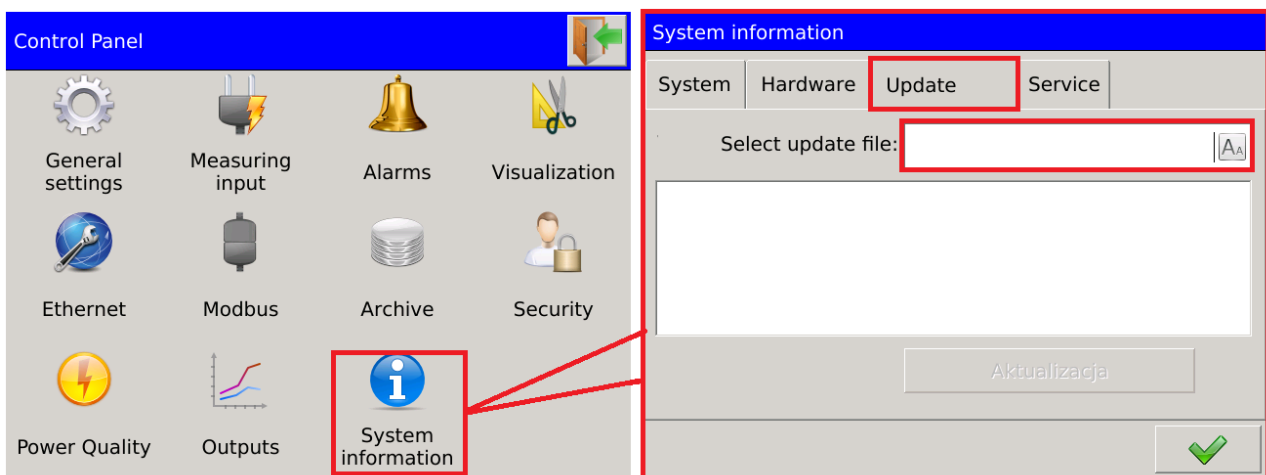 Control Panel
General
settings
Measuring
input
Alarms
Visualization
Ethernet
Modbus
Archive
Security
Power Quality
Outputs
System
information
System information
System
Hardware
Update
Service
Select update file:
AA
Aktualizacja